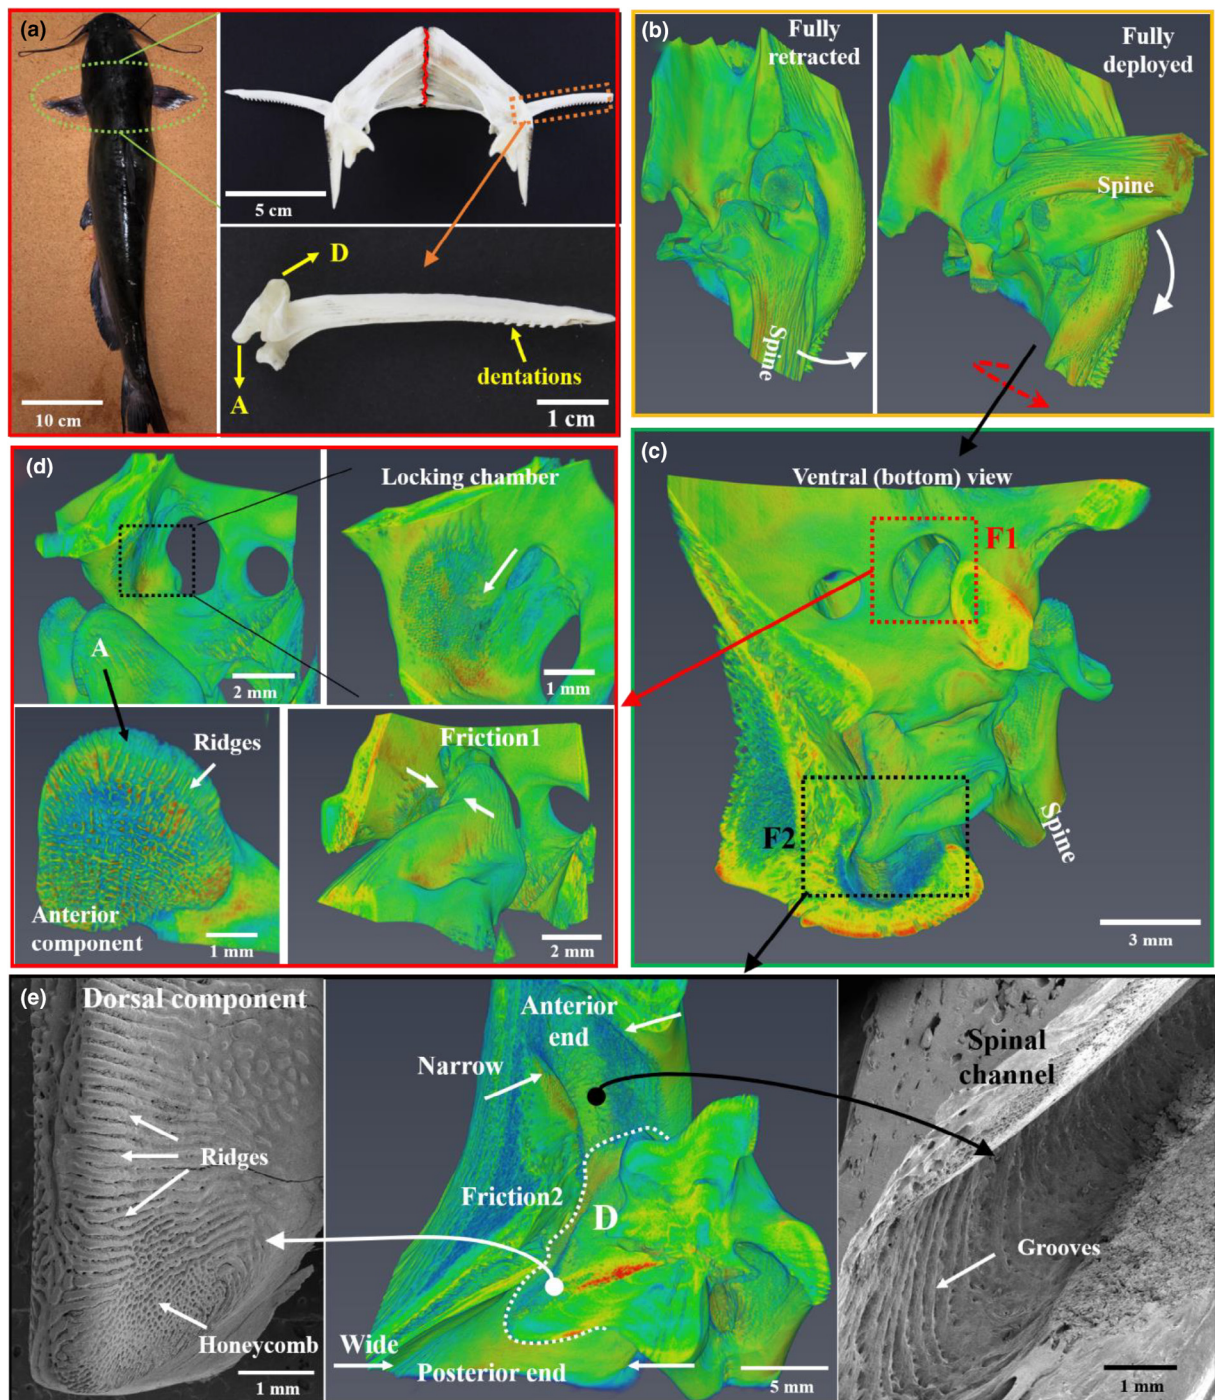 (a)
10 cm
5 cm
D
A
dentations
1 cm
(b)
Fully
retracted
Spine
Fully
deployed
Spine
(c)
Ventral (bottom) view
F1
F2
Spine
3 mm
(d)
A
2 mm
Locking chamber
1 mm
Ridges
Anterior
component
1 mm
Friction1
2 mm
(e)
Dorsal component
Ridges
Honeycomb
1 mm
Anterior
end
Narrow
Friction2
D
Wide
Posterior end
5 mm
Spinal
channel
Grooves
1 mm